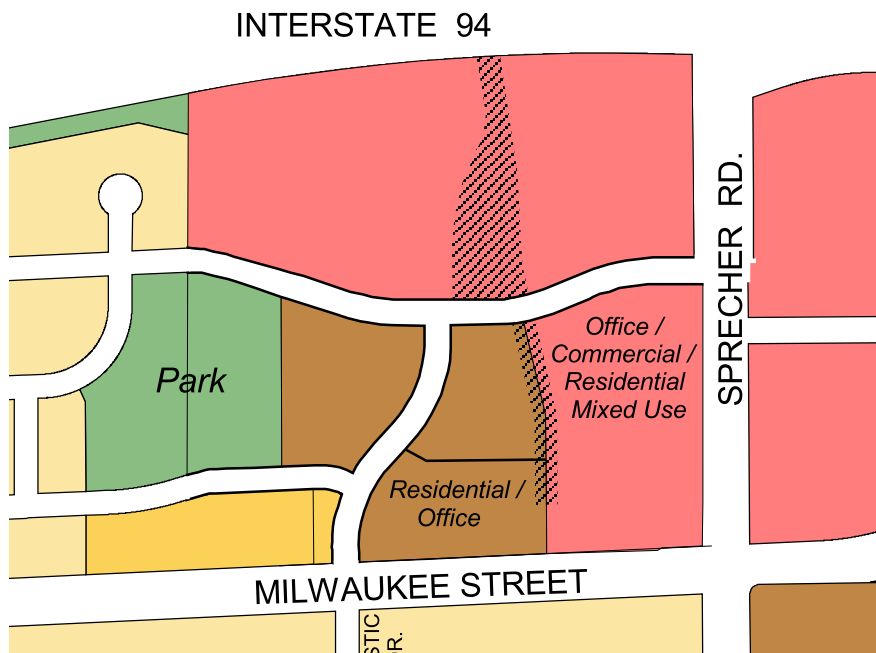 INTERSTATE 94
SPRECHER RD.
Office /
Commercial /
Residential
Mixed Use
Park
Residential /
Office
MILWAUKEE STREET